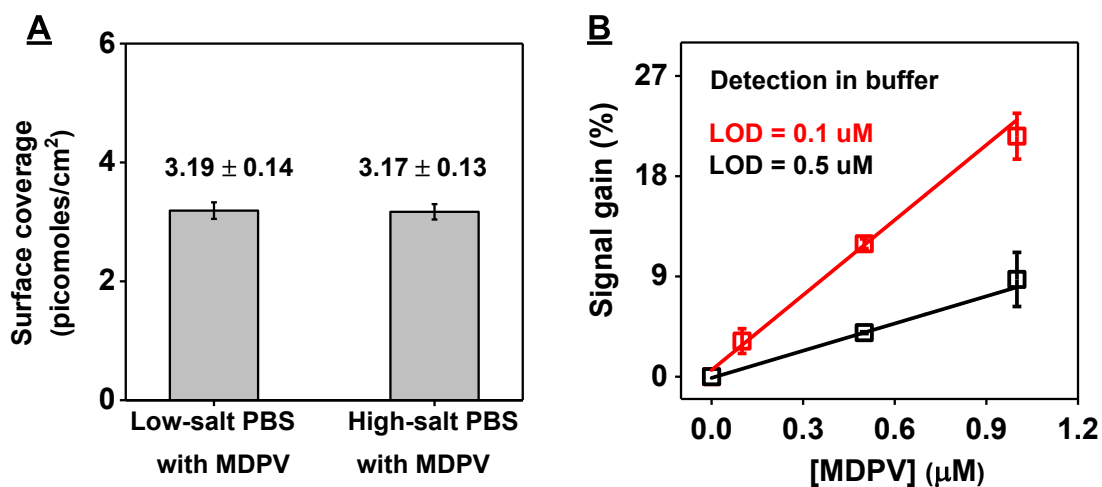 A
Surface coverage
(picomoles/cm²)
6
4
2
0
3.19 ± 0.14
3.17 ± 0.13
Low-salt PBS
with MDPV
High-salt PBS
with MDPV
B
Signal gain (%)
27
18
9
0
Detection in buffer
LOD = 0.1 uM
LOD = 0.5 uM
0.0 0.3 0.6 0.9 1.2
[MDPV] (μM)